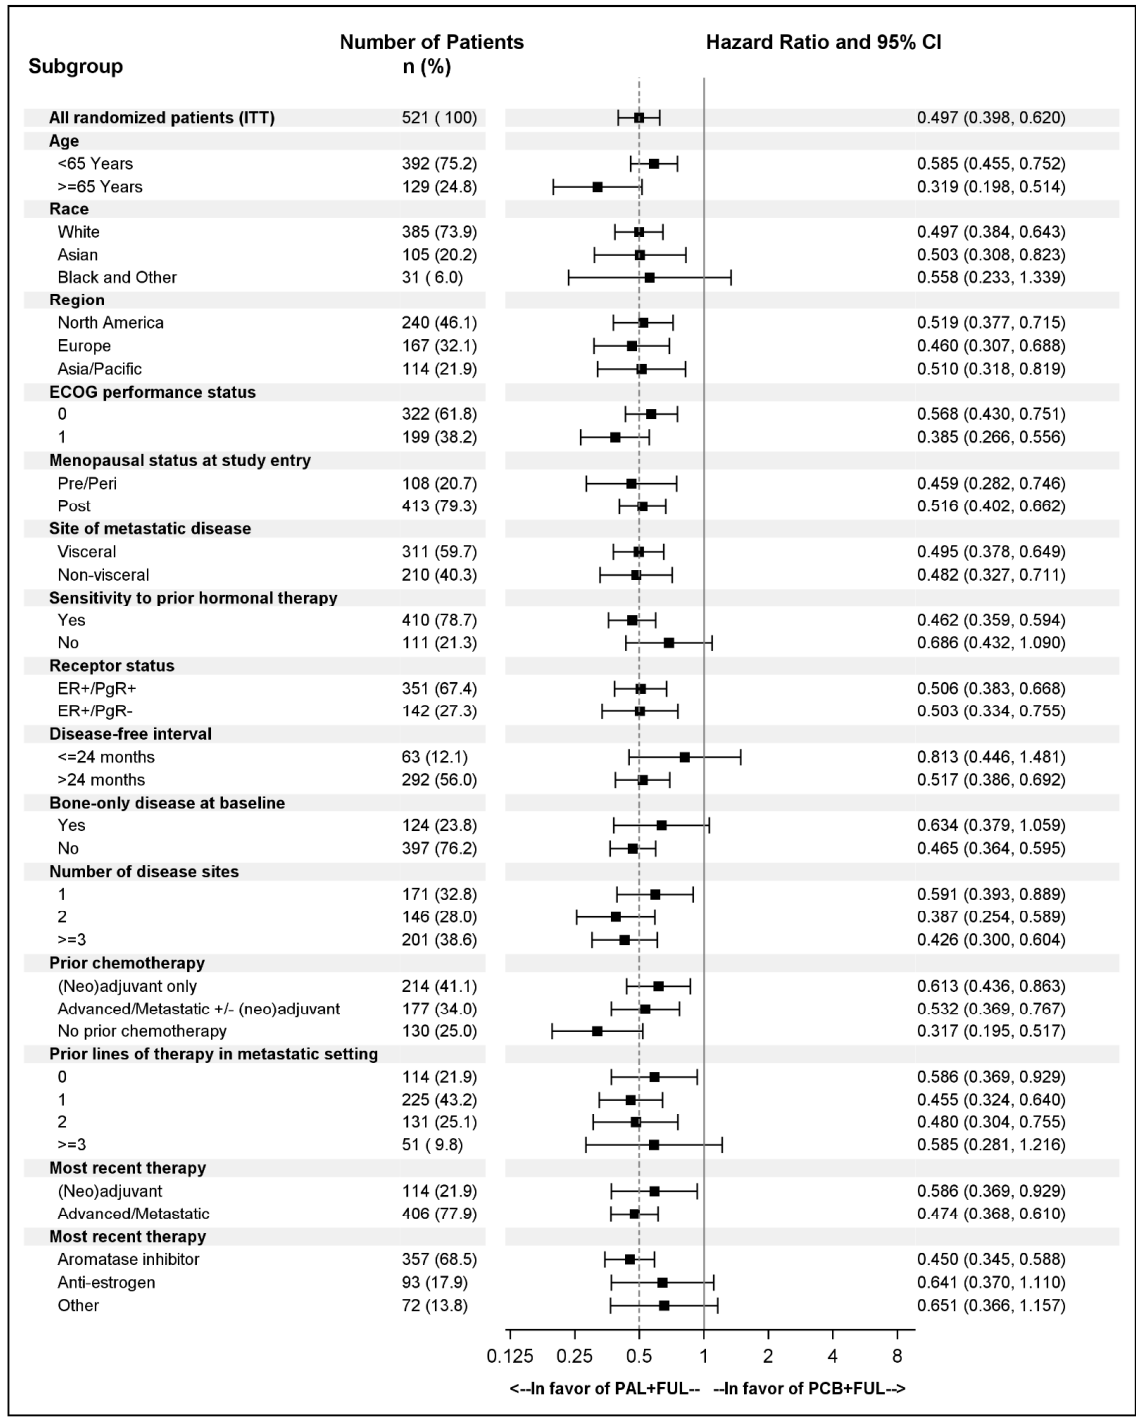 Number of Patients Hazard Ratio and 95% CI
Subgroup n (%)
All randomized patients (ITT) 521 ( 100) 0.497 (0.398, 0.620)
Age
<65 Years 392 (75.2) 0.585 (0.455, 0.752)
>=65 Years 129 (24.8) 0.319 (0.198, 0.514)
Race
White 385 (73.9) 0.497 (0.384, 0.643)
Asian 105 (20.2) 0.503 (0.308, 0.823)
Black and Other 31 ( 6.0) 0.558 (0.233, 1.339)
Region
North America 240 (46.1) 0.519 (0.377, 0.715)
Europe 167 (32.1) 0.460 (0.307, 0.688)
Asia/Pacific 114 (21.9) 0.510 (0.318, 0.819)
ECOG performance status
0 322 (61.8) 0.568 (0.430, 0.751)
1 199 (38.2) 0.385 (0.266, 0.556)
Menopausal status at study entry
Pre/Peri 108 (20.7) 0.459 (0.282, 0.746)
Post 413 (79.3) 0.516 (0.402, 0.662)
Site of metastatic disease
Visceral 311 (59.7) 0.495 (0.378, 0.649)
Non-visceral 210 (40.3) 0.482 (0.327, 0.711)
Sensitivity to prior hormonal therapy
Yes 410 (78.7) 0.462 (0.359, 0.594)
No 111 (21.3) 0.686 (0.432, 1.090)
Receptor status
ER+/PgR+ 351 (67.4) 0.506 (0.383, 0.668)
ER+/PgR- 142 (27.3) 0.503 (0.334, 0.755)
Disease-free interval
<=24 months 63 (12.1) 0.813 (0.446, 1.481)
>24 months 292 (56.0) 0.517 (0.386, 0.692)
Bone-only disease at baseline
Yes 124 (23.8) 0.634 (0.379, 1.059)
No 397 (76.2) 0.465 (0.364, 0.595)
Number of disease sites
1 171 (32.8) 0.591 (0.393, 0.889)
2 146 (28.0) 0.387 (0.254, 0.589)
>=3 201 (38.6) 0.426 (0.300, 0.604)
Prior chemotherapy
(Neo)adjuvant only 214 (41.1) 0.613 (0.436, 0.863)
Advanced/Metastatic +/- (neo)adjuvant 177 (34.0) 0.532 (0.369, 0.767)
No prior chemotherapy 130 (25.0) 0.317 (0.195, 0.517)
Prior lines of therapy in metastatic setting
0 114 (21.9) 0.586 (0.369, 0.929)
1 225 (43.2) 0.455 (0.324, 0.640)
2 131 (25.1) 0.480 (0.304, 0.755)
>=3 51 ( 9.8) 0.585 (0.281, 1.216)
Most recent therapy
(Neo)adjuvant 114 (21.9) 0.586 (0.369, 0.929)
Advanced/Metastatic 406 (77.9) 0.474 (0.368, 0.610)
Most recent therapy
Aromatase inhibitor 357 (68.5) 0.450 (0.345, 0.588)
Anti-estrogen 93 (17.9) 0.641 (0.370, 1.110)
Other 72 (13.8) 0.651 (0.366, 1.157)
0.125 0.25 0.5 1 2 4 8
<--In favor of PAL+FUL-- --In favor of PCB+FUL-->